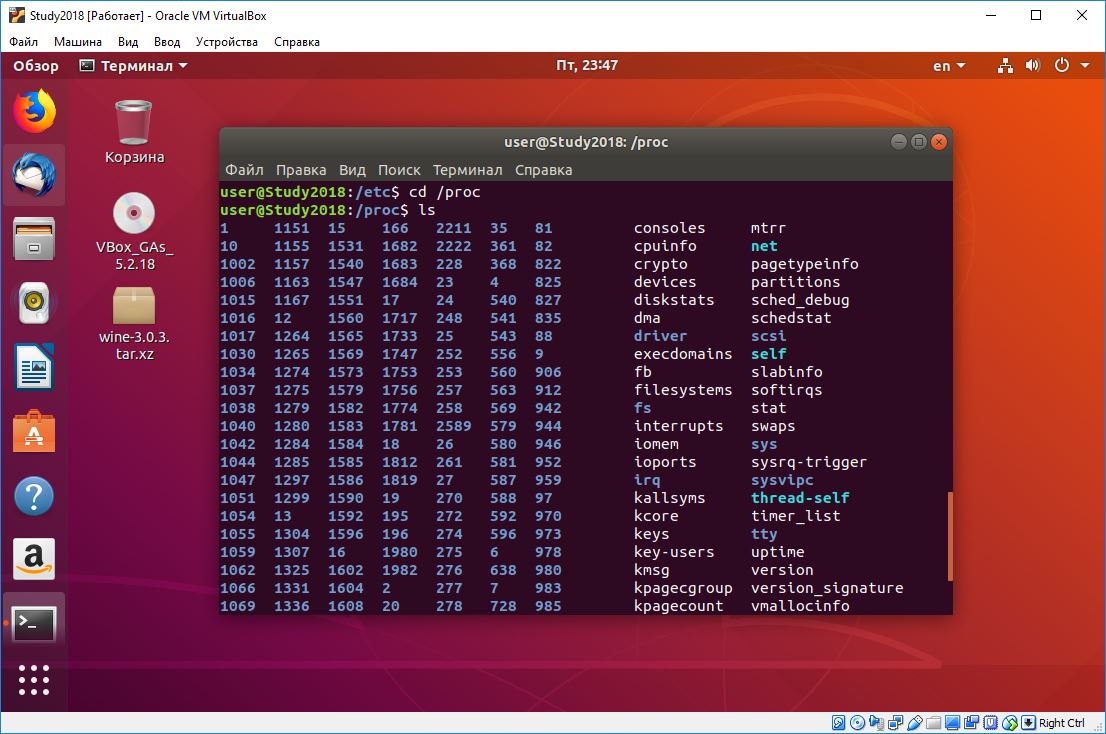 Study2018 [Работает] - Oracle VM VirtualBox
Файл Машина Вид Ввод Устройства Справка
Обзор Терминал Пт, 23:47 en
Корзина
VBox_GAs_
5.2.18
wine-3.0.3.
tar.xz
user@Study2018: /proc
Файл Правка Вид Поиск Терминал Справка
user@Study2018:/etc$ cd /proc
user@Study2018:/proc$ ls
1 1151 15 166 2211 35 81 consoles mtrr
10 1155 1531 1682 2222 361 82 cpuinfo net
1002 1157 1540 1683 228 368 822 crypto pagetypeinfo
1006 1163 1547 1684 23 4 825 devices partitions
1015 1167 1551 17 24 540 827 diskstats sched_debug
1016 12 1560 1717 248 541 835 dma schedstat
1017 1264 1565 1733 25 543 88 driver scsi
1030 1265 1569 1747 252 556 9 execdomains self
1034 1274 1573 1753 253 560 906 fb slabinfo
1037 1275 1579 1756 257 563 912 filesystems softirqs
1038 1279 1582 1774 258 569 942 fs stat
1040 1280 1583 1781 2589 579 944 interrupts swaps
1042 1284 1584 18 26 580 946 iomem sys
1044 1285 1585 1812 261 581 952 ioports sysrq-trigger
1047 1297 1586 1819 27 587 959 irq sysvipc
1051 1299 1590 19 270 588 97 kallsyms thread-self
1054 13 1592 195 272 592 970 kcore timer_list
1055 1304 1596 196 274 596 973 keys tty
1059 1307 16 1980 275 6 978 key-users uptime
1062 1325 1602 1982 276 638 980 kmsg version
1066 1331 1604 2 277 7 983 kpagecgroup version_signature
1069 1336 1608 20 278 728 985 kpagecount vmallocinfo
Right Ctrl